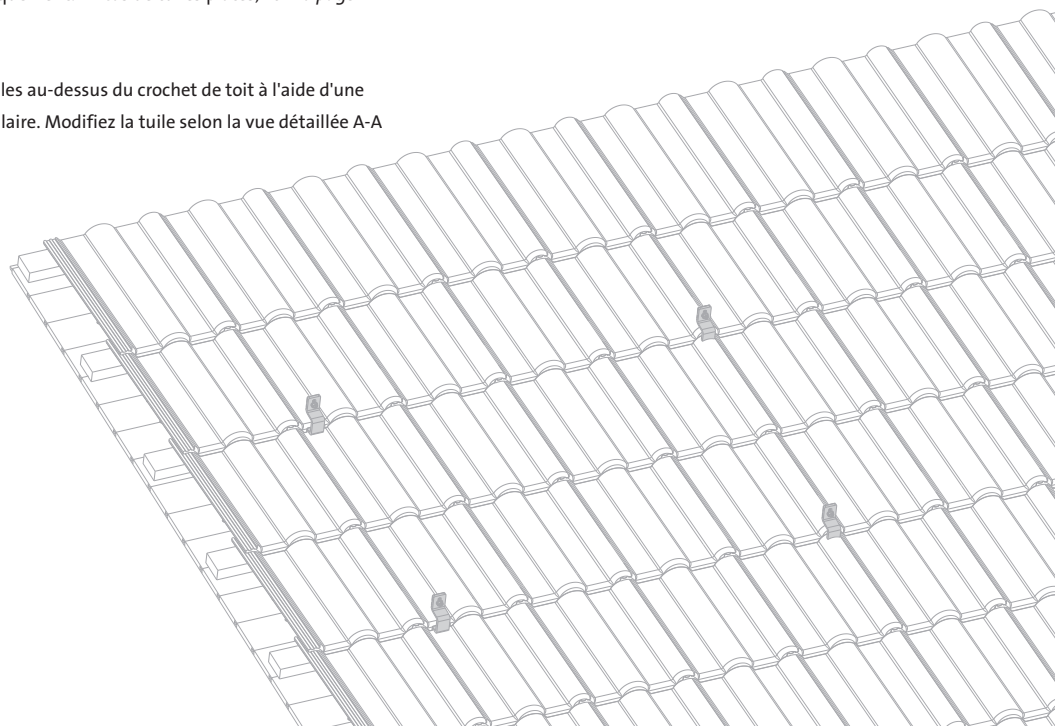 les au-dessus du crochet de toit à l'aide d'une
laire. Modifiez la tuile selon la vue détaillée A-A